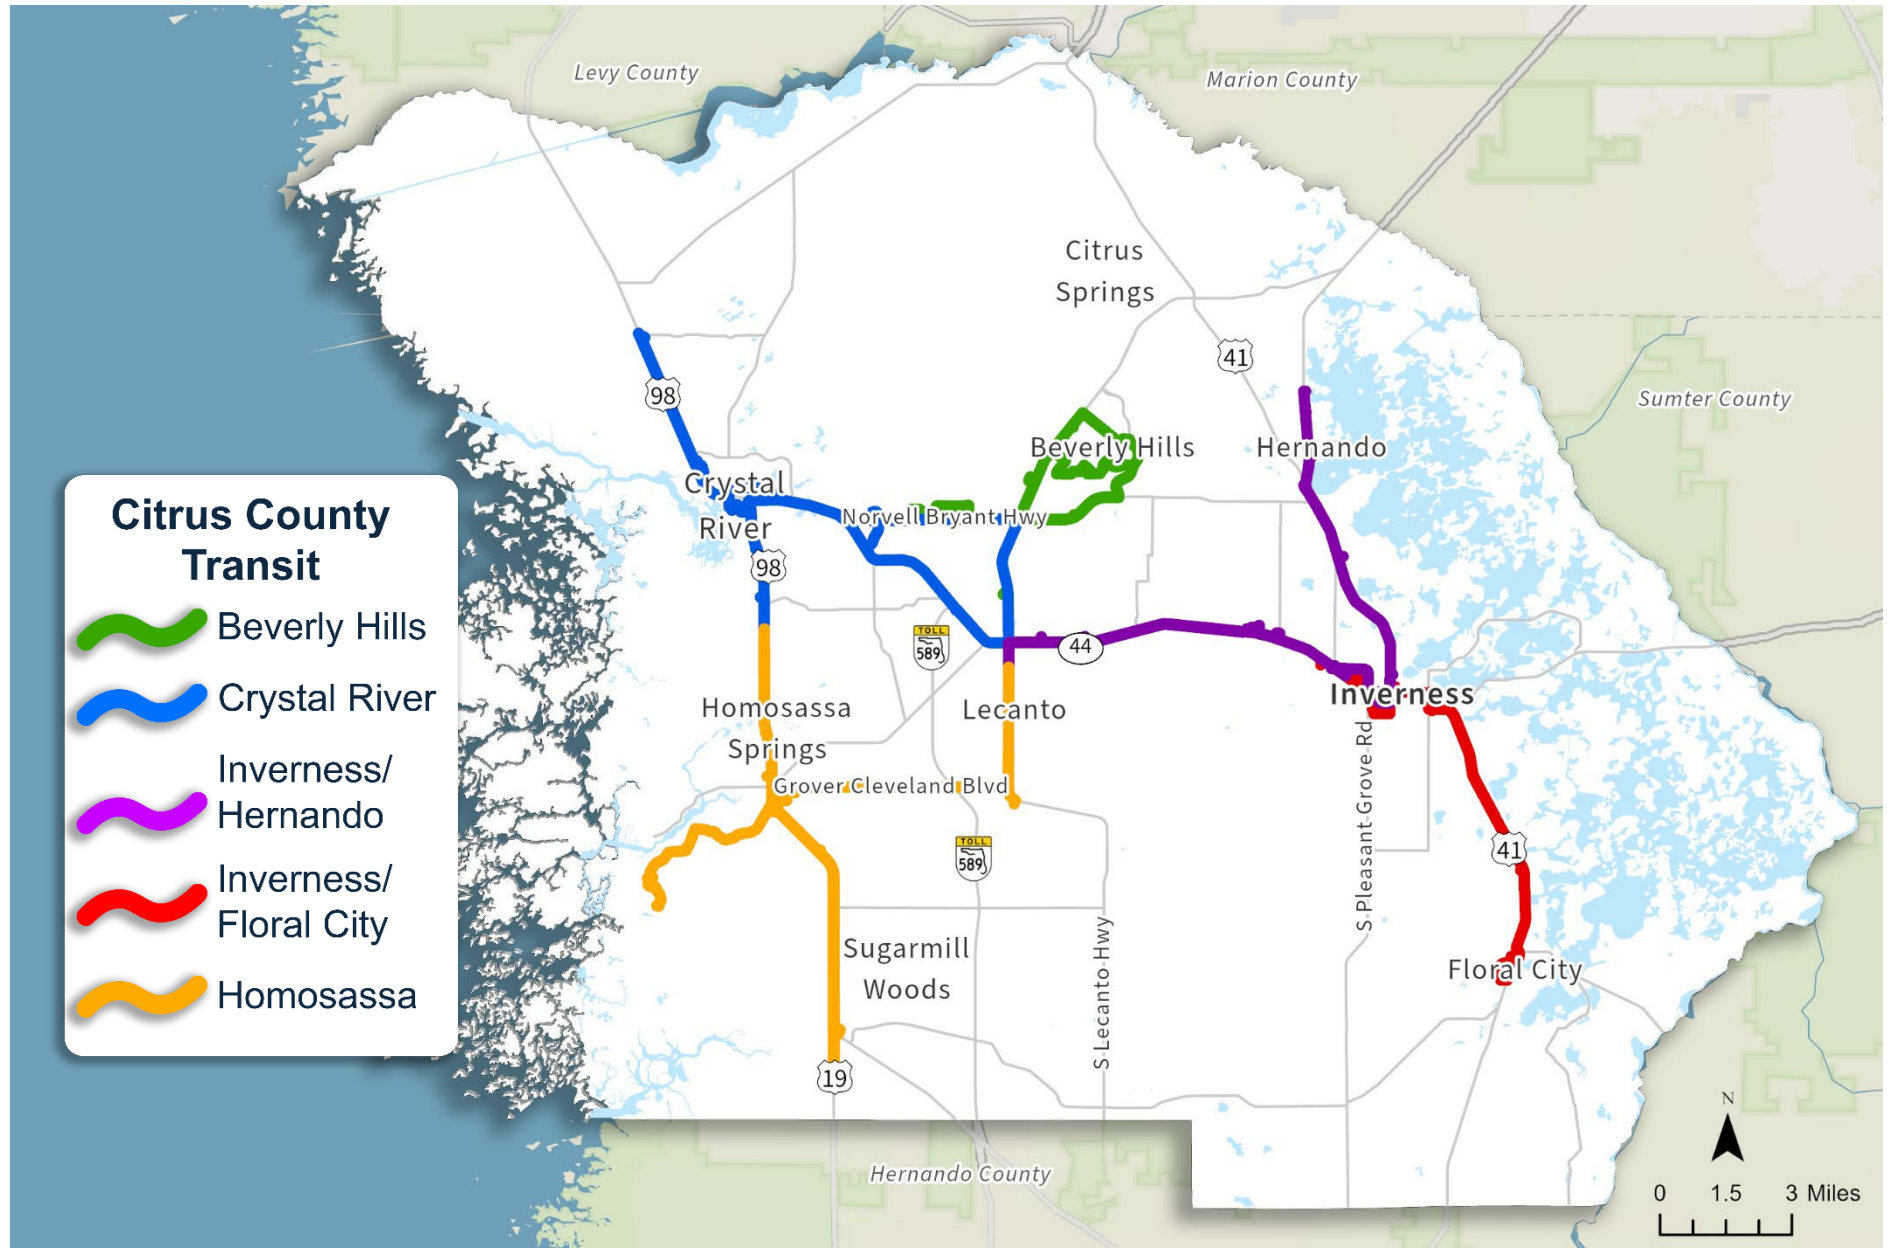 Levy County
Marion County
Citrus
Springs
41
98
Sumter County
Beverly Hills
Hernando
Crystal
River
Norvell Bryant Hwy
98
Citrus County
Transit
Beverly Hills
Crystal River
Inverness/
Hernando
Inverness/
Floral City
Homosassa
TOLL
589
44
Inverness
Homosassa
Springs
Lecanto
Grover Cleveland Blvd
S Pleasant Grove Rd
TOLL
589
41
Sugarmill
Woods
S Lecanto Hwy
Floral City
19
Hernando County
N
0 1.5 3 Miles